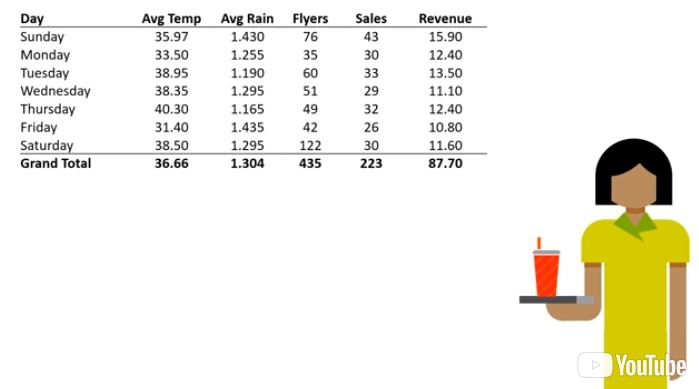 Day Avg Temp Avg Rain Flyers Sales Revenue
Sunday 35.97 1.430 76 43 15.90
Monday 33.50 1.255 35 30 12.40
Tuesday 38.95 1.190 60 33 13.50
Wednesday 38.35 1.295 51 29 11.10
Thursday 40.30 1.165 49 32 12.40
Friday 31.40 1.435 42 26 10.80
Saturday 38.50 1.295 122 30 11.60
Grand Total 36.66 1.304 435 223 87.70
YouTube